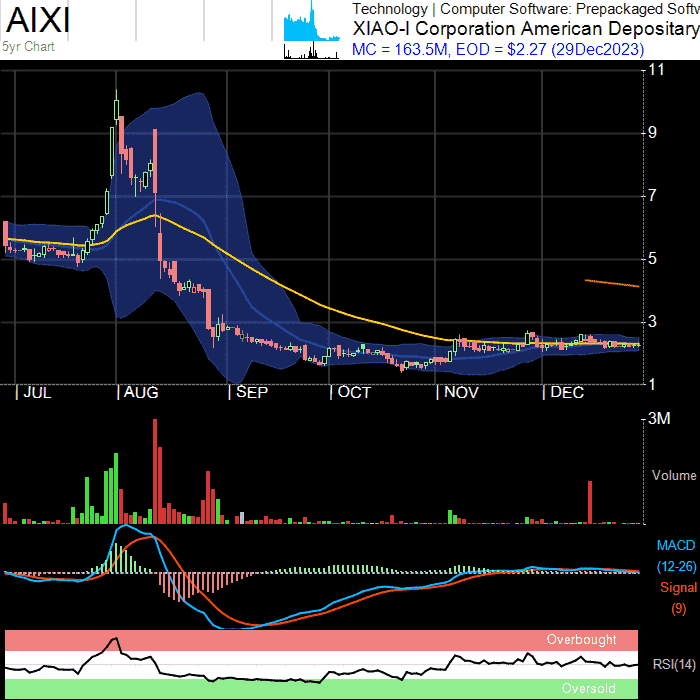 AIXI
5yr Chart
Technology | Computer Software: Prepackaged Softw
XIAO-I Corporation American Depositary
MC = 163.5M, EOD = $2.27 (29Dec2023)
11
9
7
5
3
1
| JUL | AUG | SEP | OCT | NOV | DEC
3M
Volume
MACD
(12-26)
Signal
(9)
Overbought
RSI(14)
Oversold